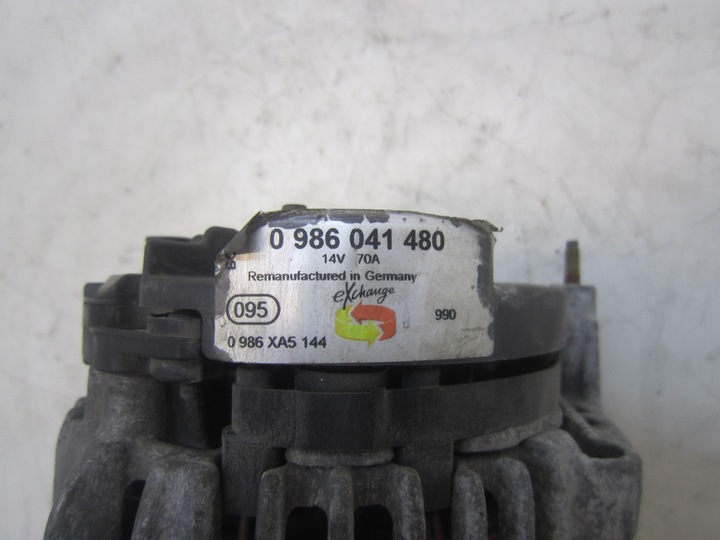 0 986 041 480
14V 70A
Remanufactured in Germany
eXchange
095
990
0 986 XA5 144